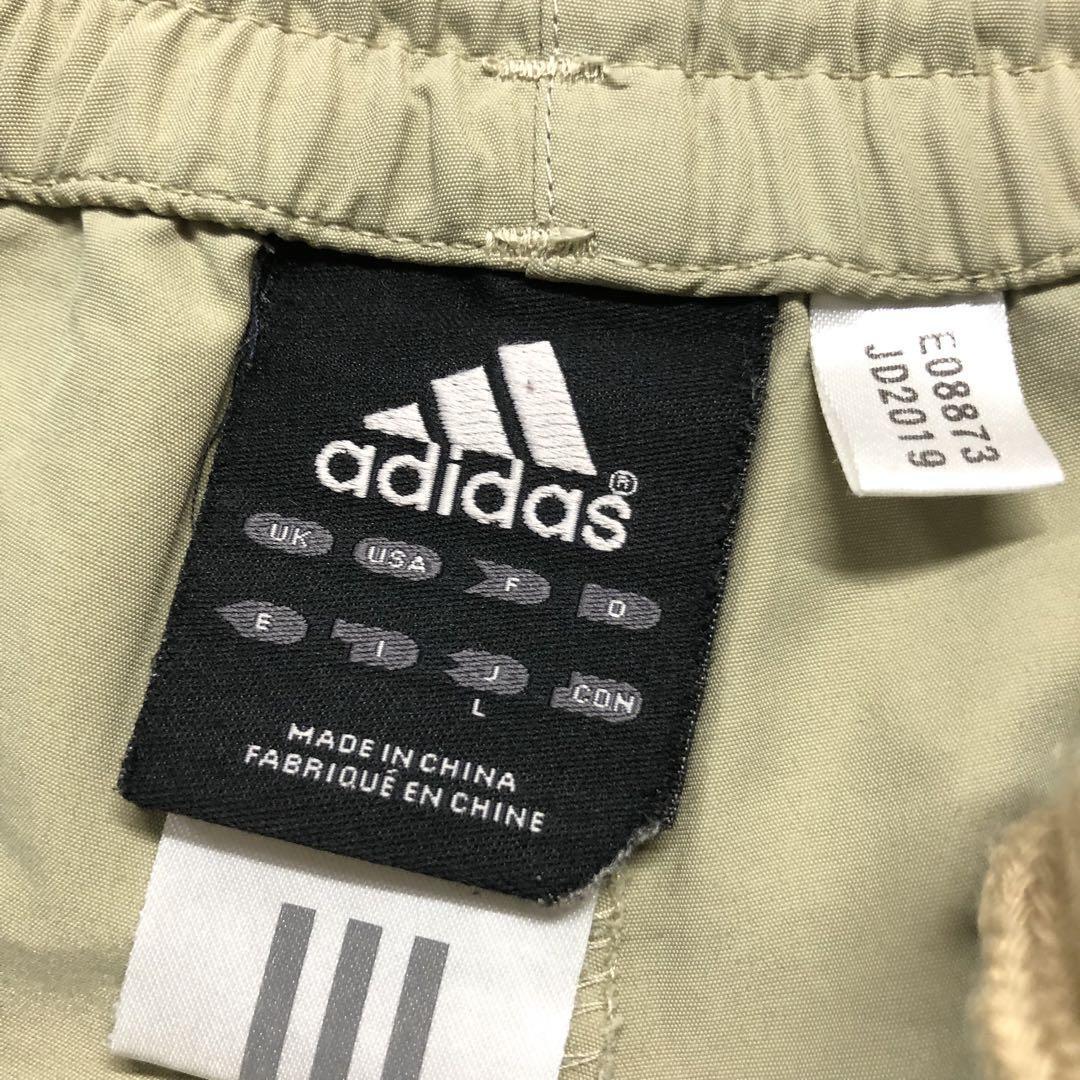 adidas®
UK USA F D
E I J CON
L
MADE IN CHINA
FABRIQUÉ EN CHINE
E08873
JD2019